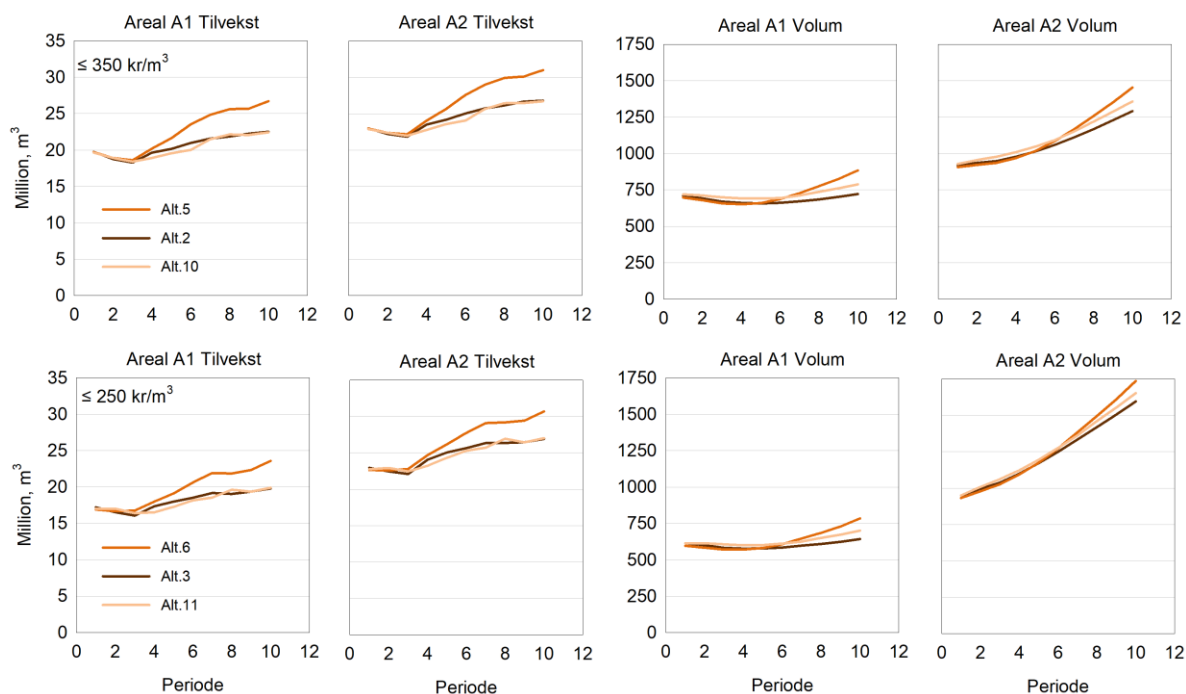 Areal A1 Tilvekst
Areal A2 Tilvekst
Areal A1 Volum
Areal A2 Volum
Million, m³
35
30
25
20
15
10
5
0
≤ 350 kr/m³
Alt.5
Alt.2
Alt.10
0 2 4 6 8 10 12
0 2 4 6 8 10 12
1750
1500
1250
1000
750
500
250
0
0 2 4 6 8 10 12
0 2 4 6 8 10 12
Areal A1 Tilvekst
Areal A2 Tilvekst
Areal A1 Volum
Areal A2 Volum
Million, m³
35
30
25
20
15
10
5
0
≤ 250 kr/m³
Alt.6
Alt.3
Alt.11
0 2 4 6 8 10 12
0 2 4 6 8 10 12
1750
1500
1250
1000
750
500
250
0
0 2 4 6 8 10 12
0 2 4 6 8 10 12
Periode
Periode
Periode
Periode